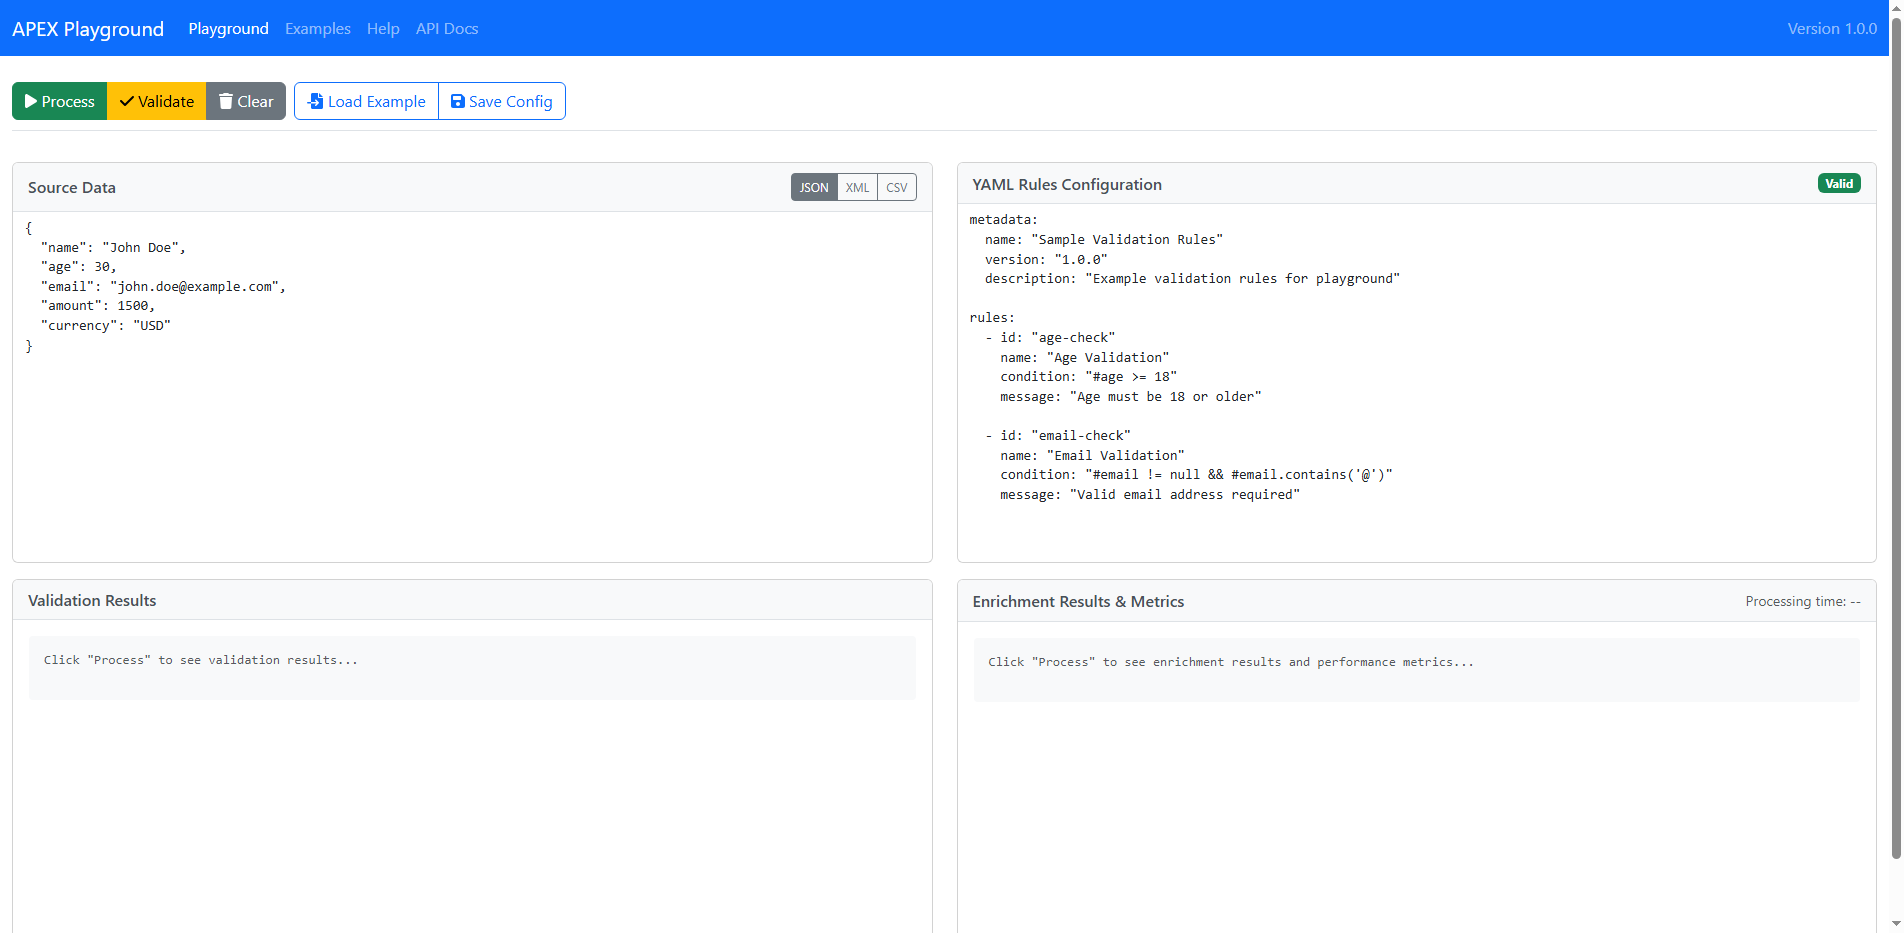 APEX Playground Playground Examples Help API Docs Version 1.0.0
Process Validate Clear Load Example Save Config
Source Data JSON XML CSV
{
  "name": "John Doe",
  "age": 30,
  "email": "john.doe@example.com",
  "amount": 1500,
  "currency": "USD"
}
YAML Rules Configuration Valid
metadata:
  name: "Sample Validation Rules"
  version: "1.0.0"
  description: "Example validation rules for playground"
rules:
  - id: "age-check"
    name: "Age Validation"
    condition: "#age >= 18"
    message: "Age must be 18 or older"
  - id: "email-check"
    name: "Email Validation"
    condition: "#email != null && #email.contains('@')"
    message: "Valid email address required"
Validation Results
Click "Process" to see validation results...
Enrichment Results & Metrics Processing time: --
Click "Process" to see enrichment results and performance metrics...